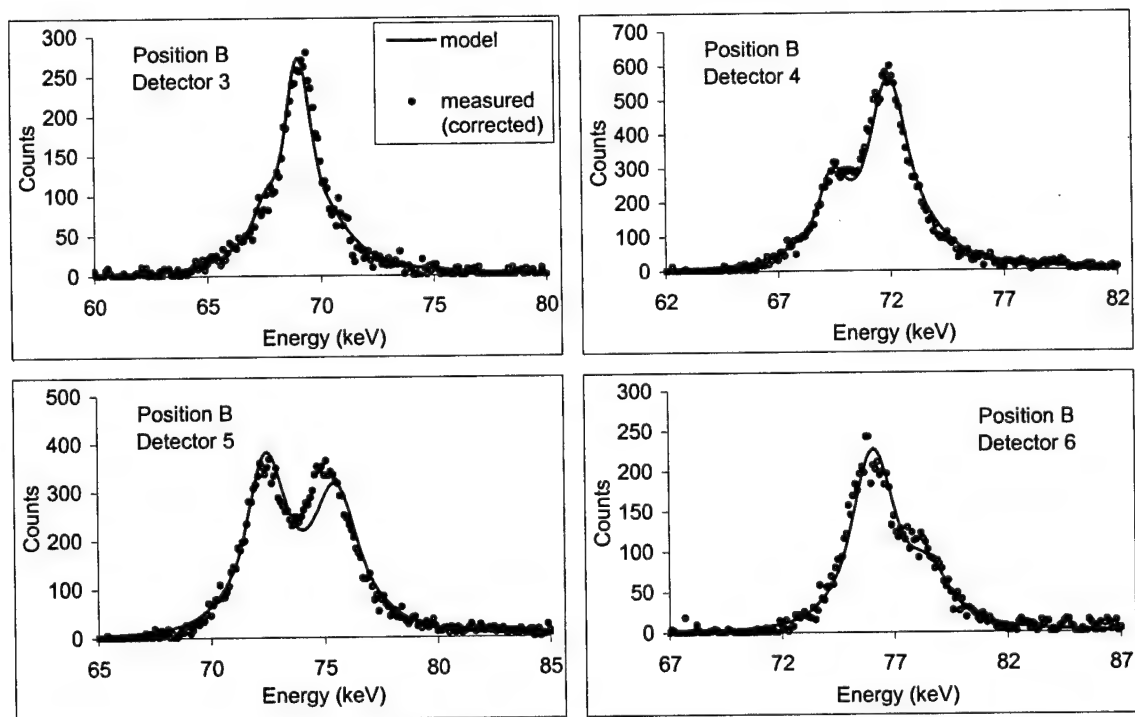 Position B
Detector 3
model
measured
(corrected)
Counts
300
250
200
150
100
50
0
60 65 70 75 80
Energy (keV)
Position B
Detector 4
Counts
700
600
500
400
300
200
100
0
62 67 72 77 82
Energy (keV)
Position B
Detector 5
Counts
500
400
300
200
100
0
65 70 75 80 85
Energy (keV)
Position B
Detector 6
Counts
300
250
200
150
100
50
0
67 72 77 82 87
Energy (keV)